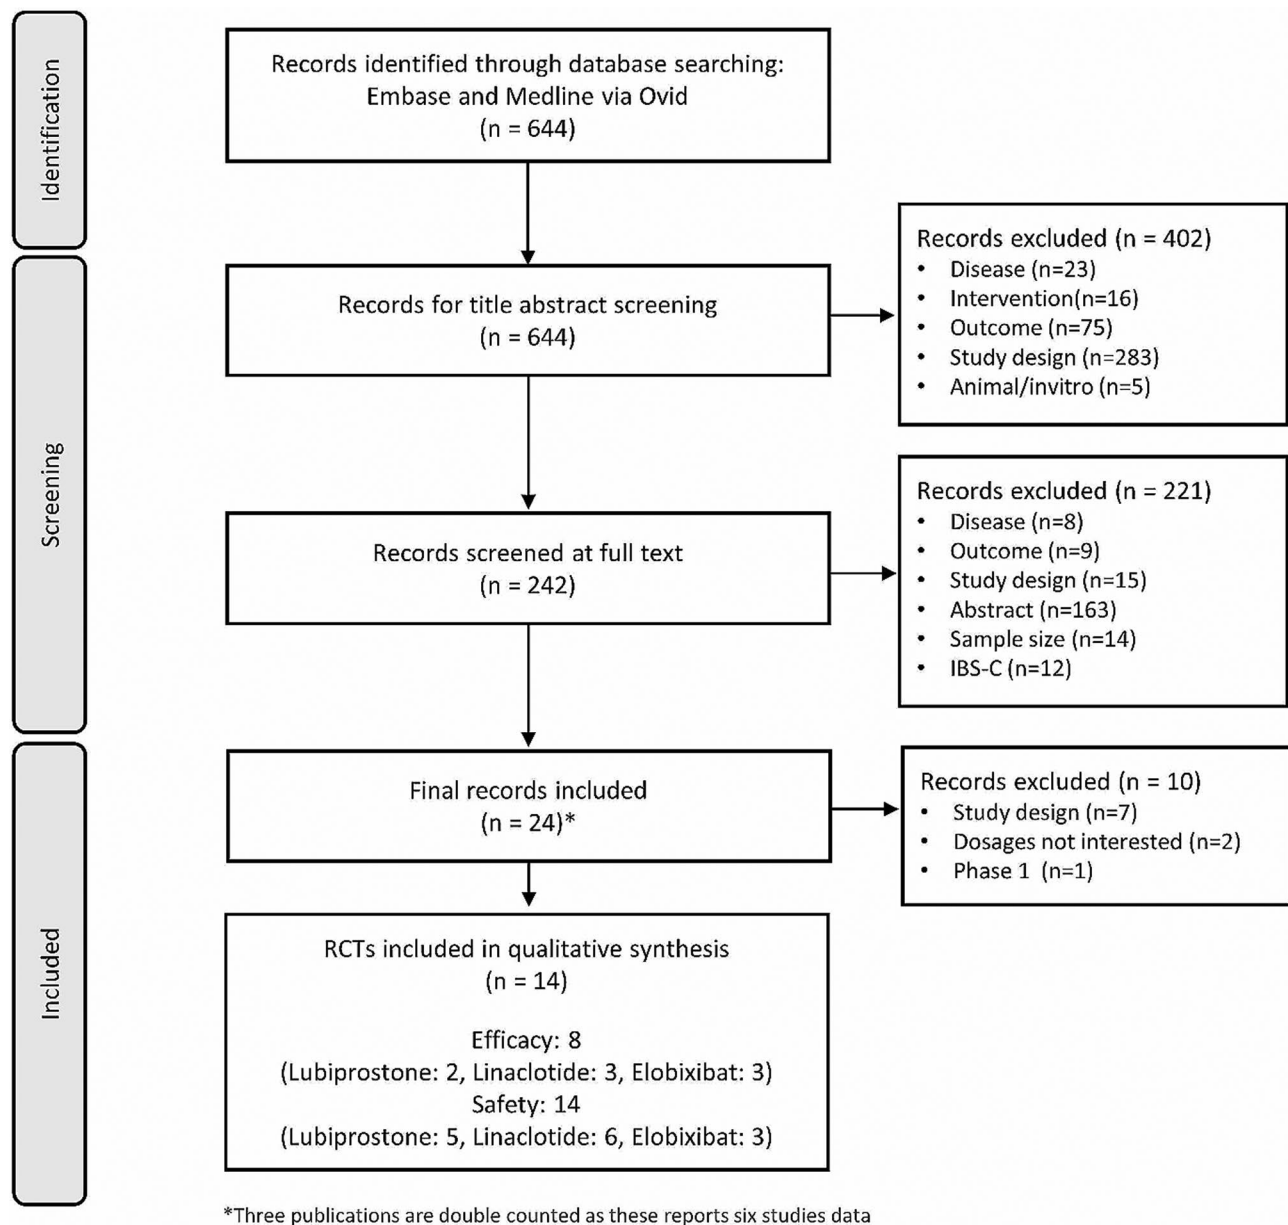 Identification
Records identified through database searching:
Embase and Medline via Ovid
(n = 644)
Records excluded (n = 402)
• Disease (n=23)
• Intervention(n=16)
• Outcome (n=75)
• Study design (n=283)
• Animal/invitro (n=5)
Screening
Records for title abstract screening
(n = 644)
Records excluded (n = 221)
• Disease (n=8)
• Outcome (n=9)
• Study design (n=15)
• Abstract (n=163)
• Sample size (n=14)
• IBS-C (n=12)
Records screened at full text
(n = 242)
Included
Final records included
(n = 24)*
Records excluded (n = 10)
• Study design (n=7)
• Dosages not interested (n=2)
• Phase 1 (n=1)
RCTs included in qualitative synthesis
(n = 14)
Efficacy: 8
(Lubiprostone: 2, Linaclotide: 3, Elobixibat: 3)
Safety: 14
(Lubiprostone: 5, Linaclotide: 6, Elobixibat: 3)
*Three publications are double counted as these reports six studies data